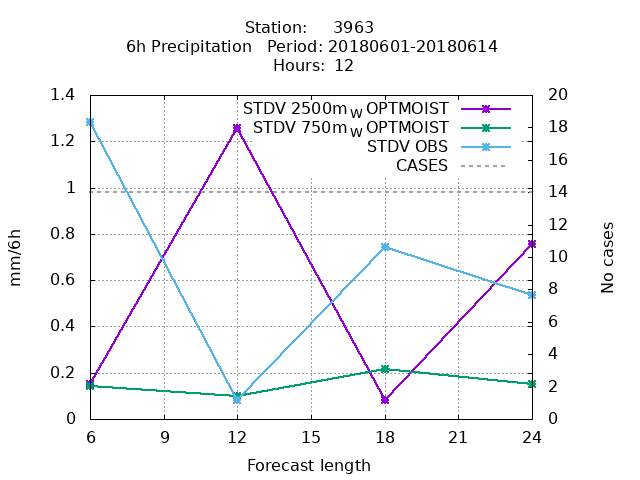 Station: 3963
6h Precipitation Period: 20180601-20180614
Hours: 12
STDV 2500m_W OPTMOIST
STDV 750m_W OPTMOIST
STDV OBS
CASES
1.4
1.2
1
0.8
0.6
0.4
0.2
0
mm/6h
20
18
16
14
12
10
8
6
4
2
0
No cases
6 9 12 15 18 21 24
Forecast length